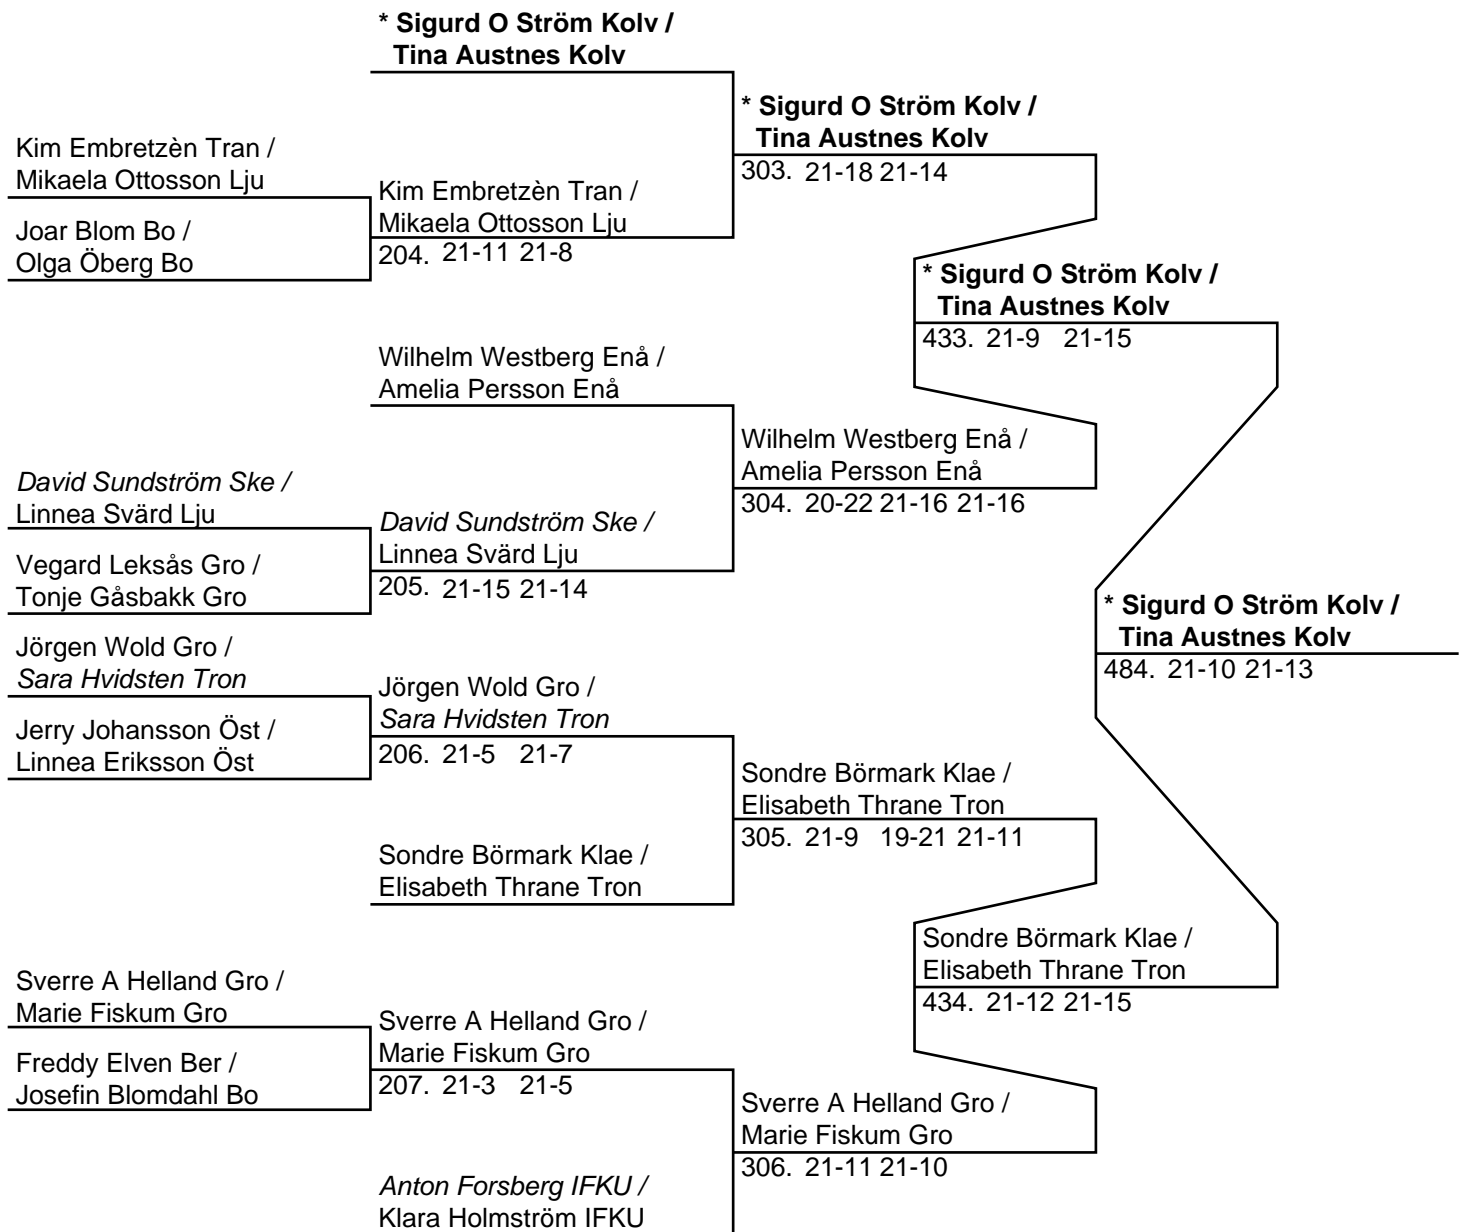 * Sigurd O Ström Kolv /
Tina Austnes Kolv
* Sigurd O Ström Kolv /
Tina Austnes Kolv
303. 21-18 21-14
Kim Embretzèn Tran /
Mikaela Ottosson Lju
Kim Embretzèn Tran /
Mikaela Ottosson Lju
204. 21-11 21-8
Joar Blom Bo /
Olga Öberg Bo
* Sigurd O Ström Kolv /
Tina Austnes Kolv
433. 21-9 21-15
Wilhelm Westberg Enå /
Amelia Persson Enå
Wilhelm Westberg Enå /
Amelia Persson Enå
304. 20-22 21-16 21-16
David Sundström Ske /
Linnea Svärd Lju
David Sundström Ske /
Linnea Svärd Lju
205. 21-15 21-14
Vegard Leksås Gro /
Tonje Gåsbakk Gro
* Sigurd O Ström Kolv /
Tina Austnes Kolv
484. 21-10 21-13
Jörgen Wold Gro /
Sara Hvidsten Tron
Jörgen Wold Gro /
Sara Hvidsten Tron
206. 21-5 21-7
Jerry Johansson Öst /
Linnea Eriksson Öst
Sondre Börmark Klae /
Elisabeth Thrane Tron
305. 21-9 19-21 21-11
Sondre Börmark Klae /
Elisabeth Thrane Tron
Sondre Börmark Klae /
Elisabeth Thrane Tron
434. 21-12 21-15
Sverre A Helland Gro /
Marie Fiskum Gro
Sverre A Helland Gro /
Marie Fiskum Gro
207. 21-3 21-5
Freddy Elven Ber /
Josefin Blomdahl Bo
Sverre A Helland Gro /
Marie Fiskum Gro
306. 21-11 21-10
Anton Forsberg IFKU /
Klara Holmström IFKU